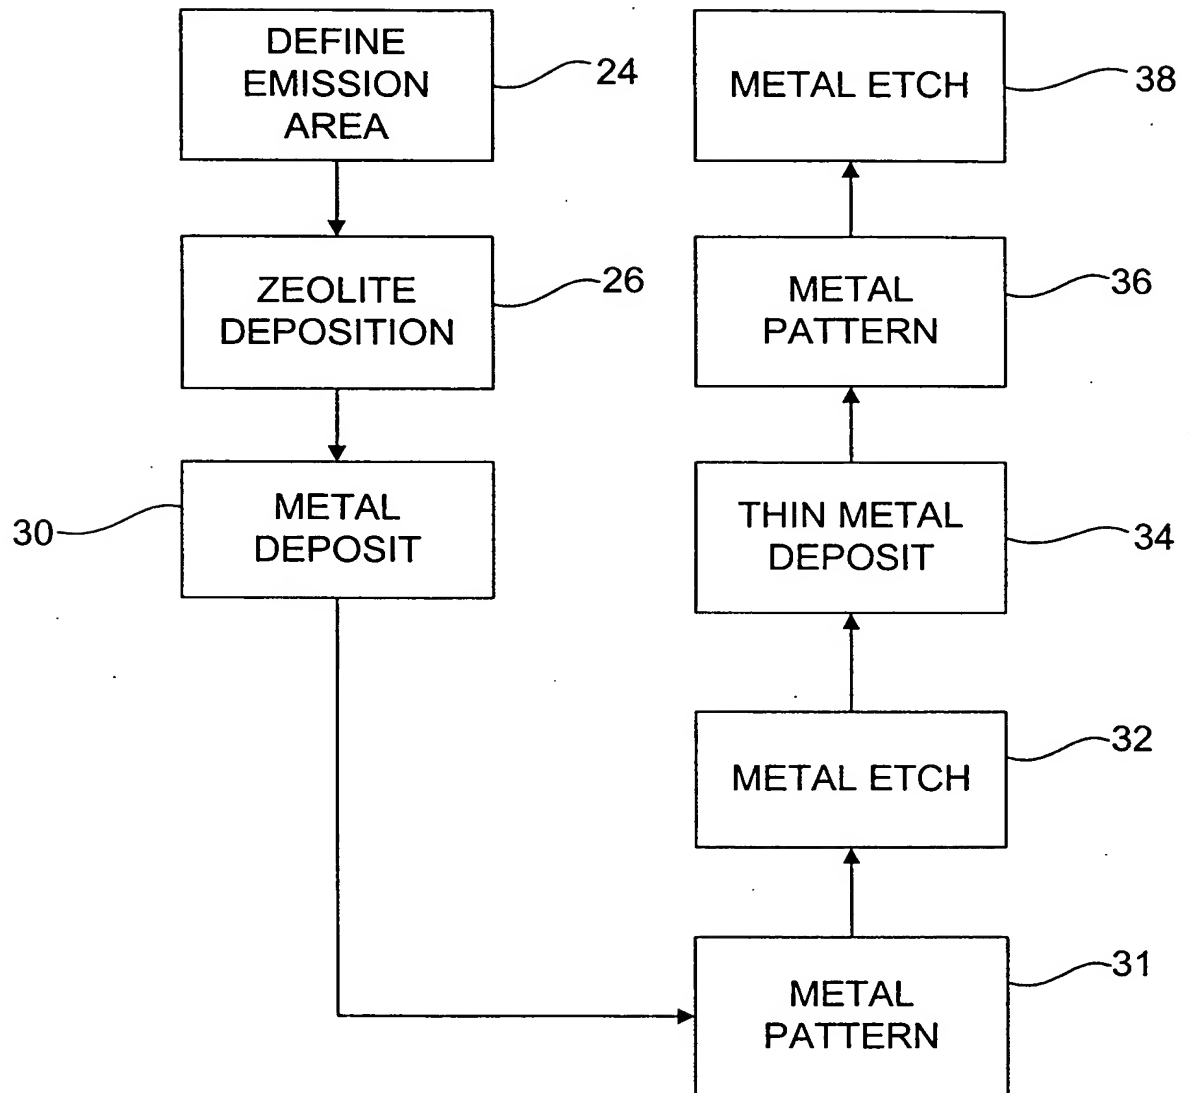 DEFINE
EMISSION
AREA
24
ZEOLITE
DEPOSITION
26
METAL
DEPOSIT
30
METAL
PATTERN
31
METAL ETCH
32
THIN METAL
DEPOSIT
34
METAL
PATTERN
36
METAL ETCH
38